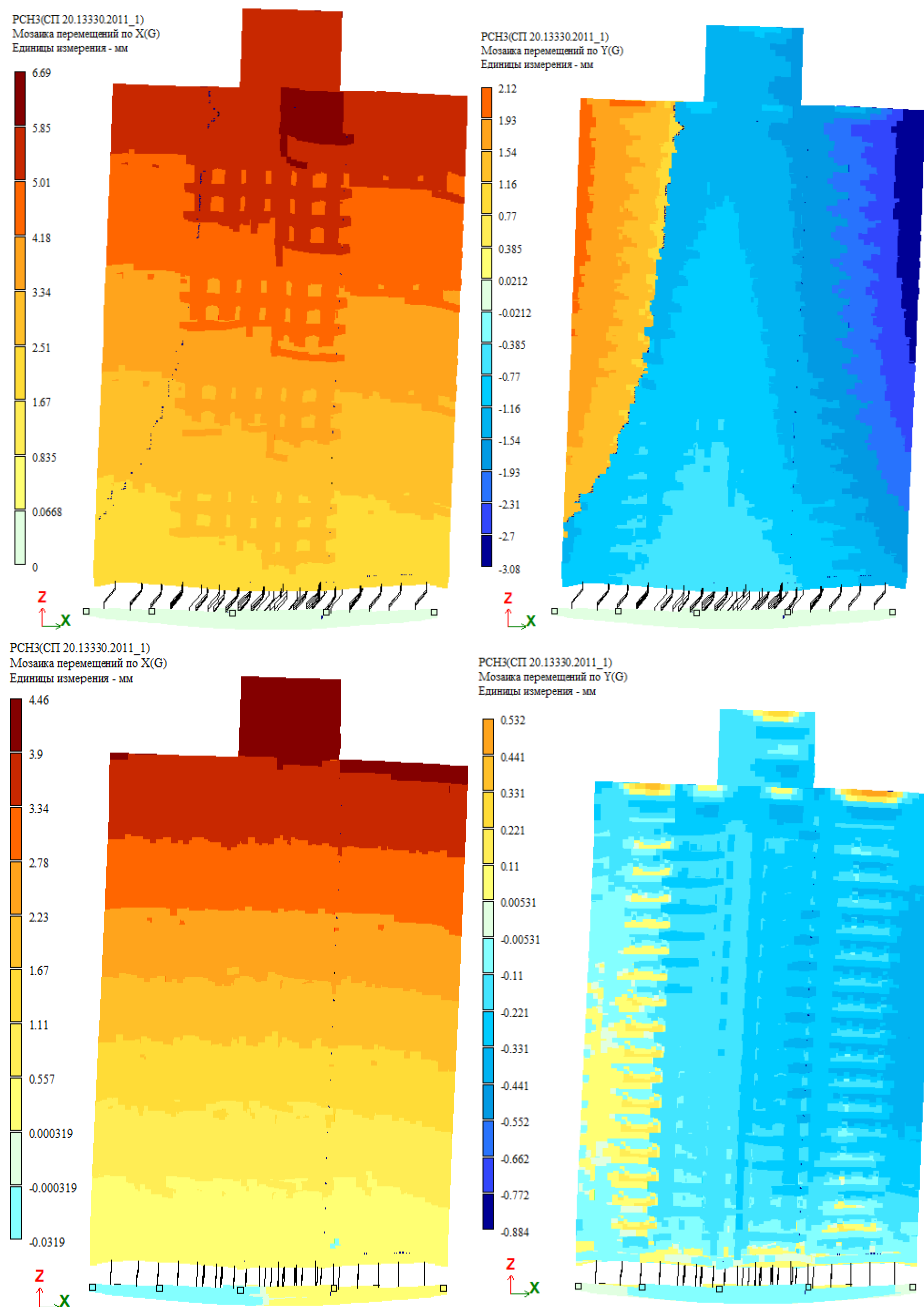 РСН3(СП 20.13330.2011_1)
Мозаика перемещений по X(G)
Единицы измерения - мм
6.69
5.85
5.01
4.18
3.34
2.51
1.67
0.835
0.0668
0
Z
X
РСН3(СП 20.13330.2011_1)
Мозаика перемещений по Y(G)
Единицы измерения - мм
2.12
1.93
1.54
1.16
0.77
0.385
0.0212
-0.0212
-0.385
-0.77
-1.16
-1.54
-1.93
-2.31
-2.7
-3.08
Z
X
РСН3(СП 20.13330.2011_1)
Мозаика перемещений по X(G)
Единицы измерения - мм
4.46
3.9
3.34
2.78
2.23
1.67
1.11
0.557
0.000319
-0.000319
-0.0319
Z
X
РСН3(СП 20.13330.2011_1)
Мозаика перемещений по Y(G)
Единицы измерения - мм
0.532
0.441
0.331
0.221
0.11
0.00531
-0.00531
-0.11
-0.221
-0.331
-0.441
-0.552
-0.662
-0.772
-0.884
Z
X